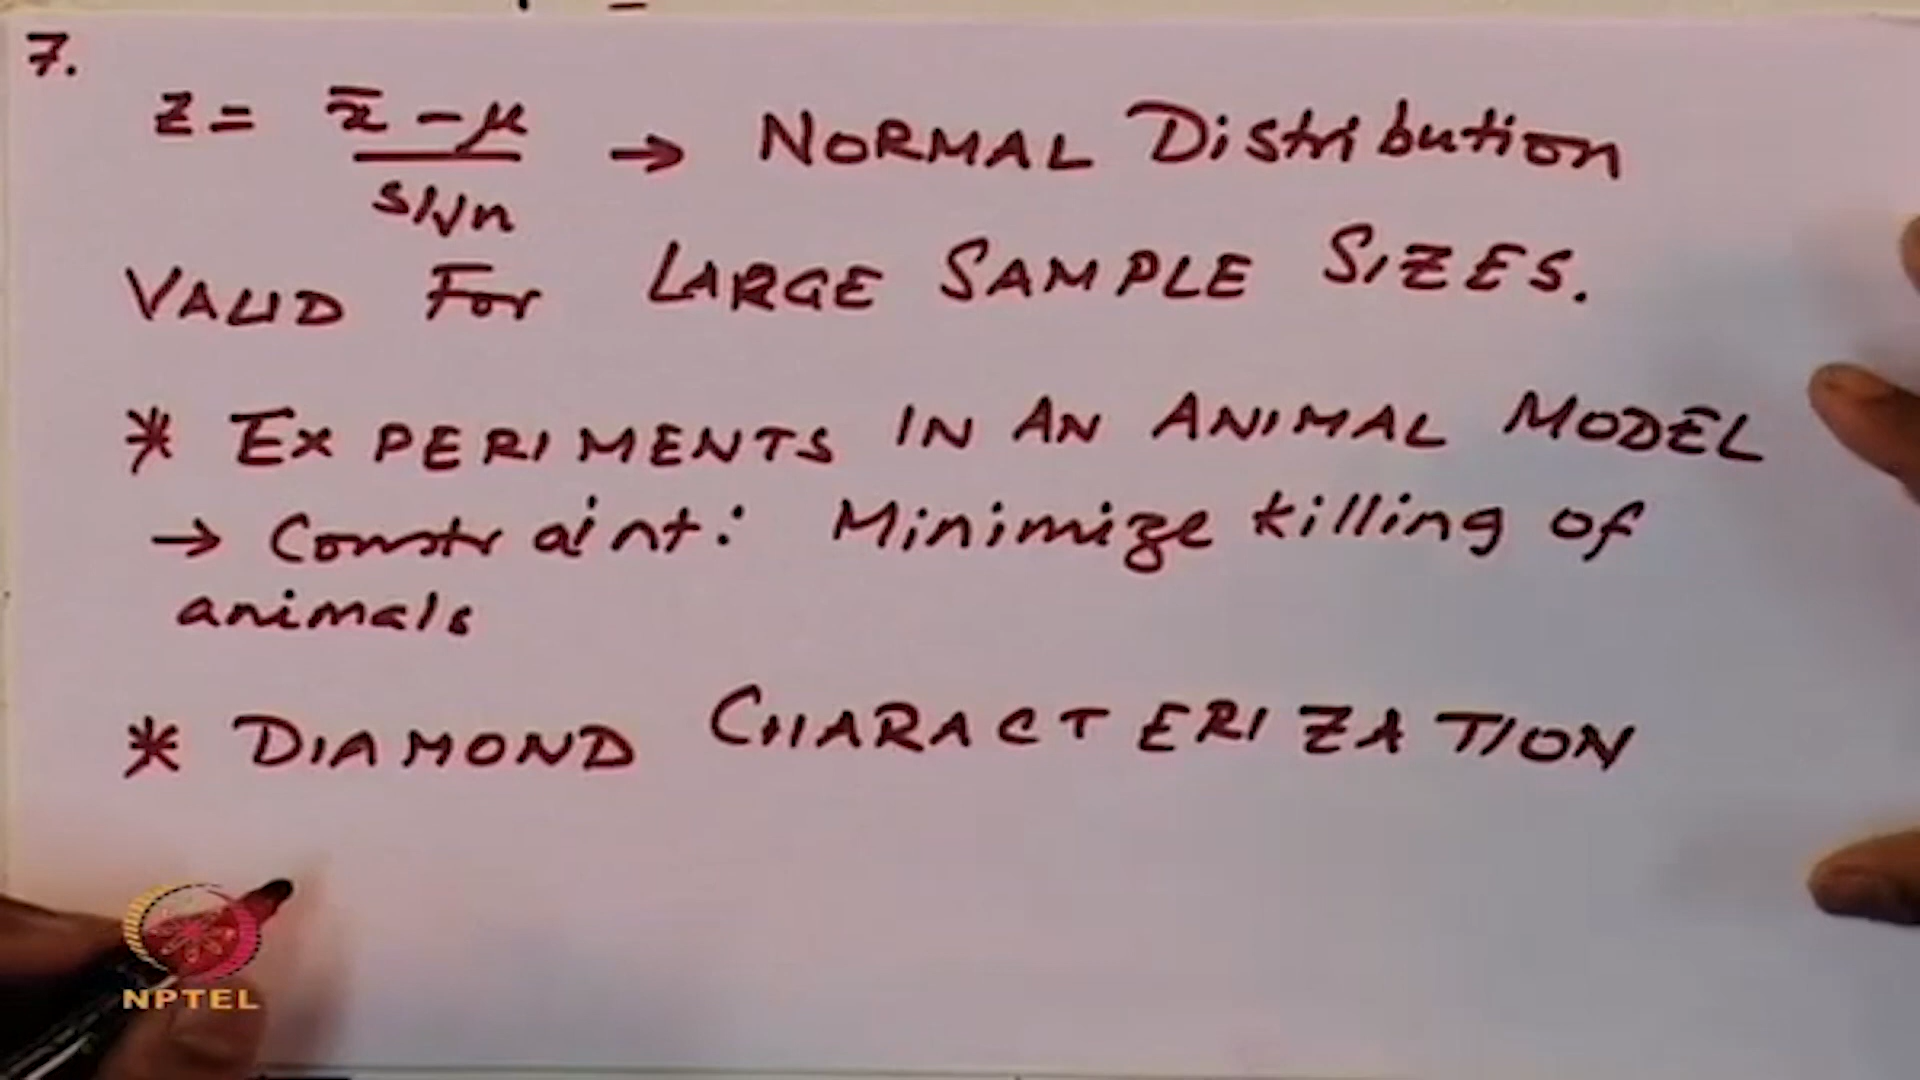 7.
z = x̄ - μ / s/√n → NORMAL Distribution
VALID For LARGE SAMPLE SIZES.
* EXPERIMENTS IN AN ANIMAL MODEL
→ Constraint: Minimize killing of
animals
* DIAMOND CHARACTERIZATION
NPTEL